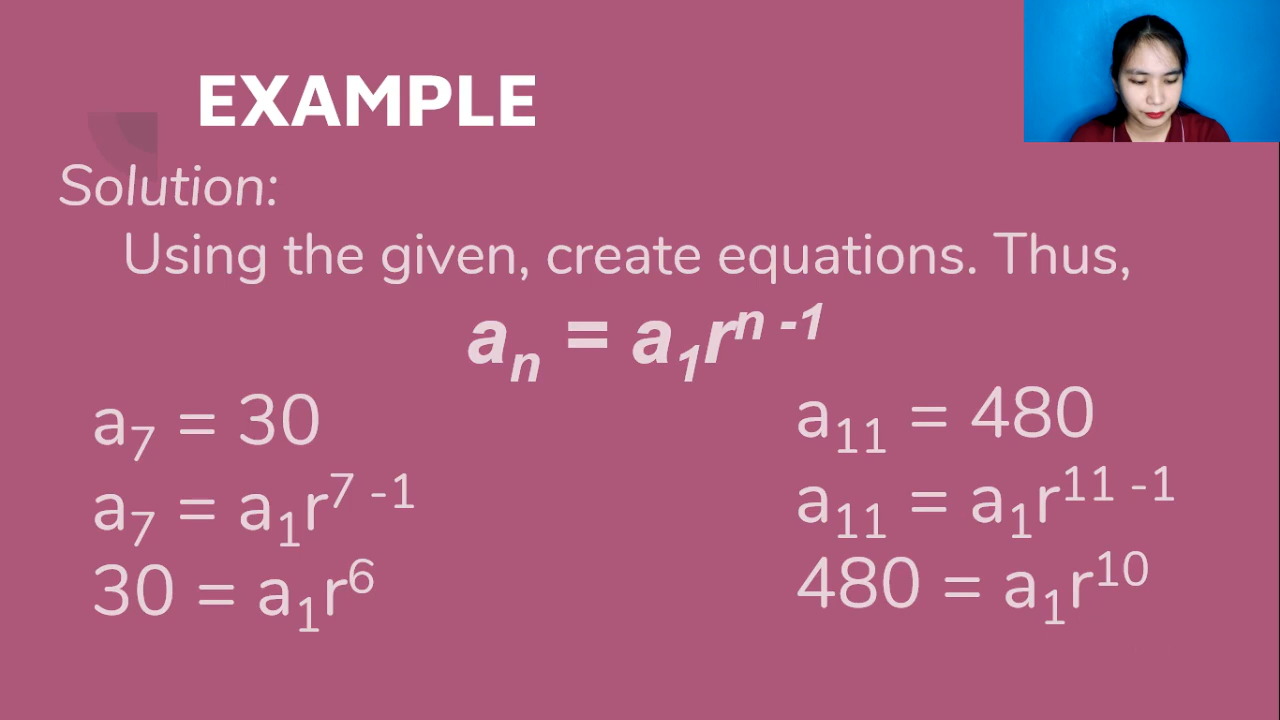 EXAMPLE
Solution:
Using the given, create equations. Thus,
aₙ = a₁rⁿ ⁻¹
a₇ = 30
a₇ = a₁r⁷ ⁻¹
30 = a₁r⁶
a₁₁ = 480
a₁₁ = a₁r¹¹ ⁻¹
480 = a₁r¹⁰